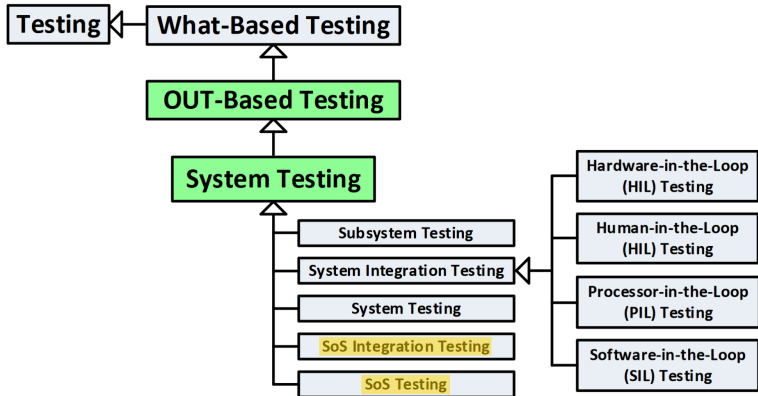 Testing
What-Based Testing
OUT-Based Testing
System Testing
Subsystem Testing
System Integration Testing
System Testing
SoS Integration Testing
SoS Testing
Hardware-in-the-Loop
(HIL) Testing
Human-in-the-Loop
(HIL) Testing
Processor-in-the-Loop
(PIL) Testing
Software-in-the-Loop
(SIL) Testing